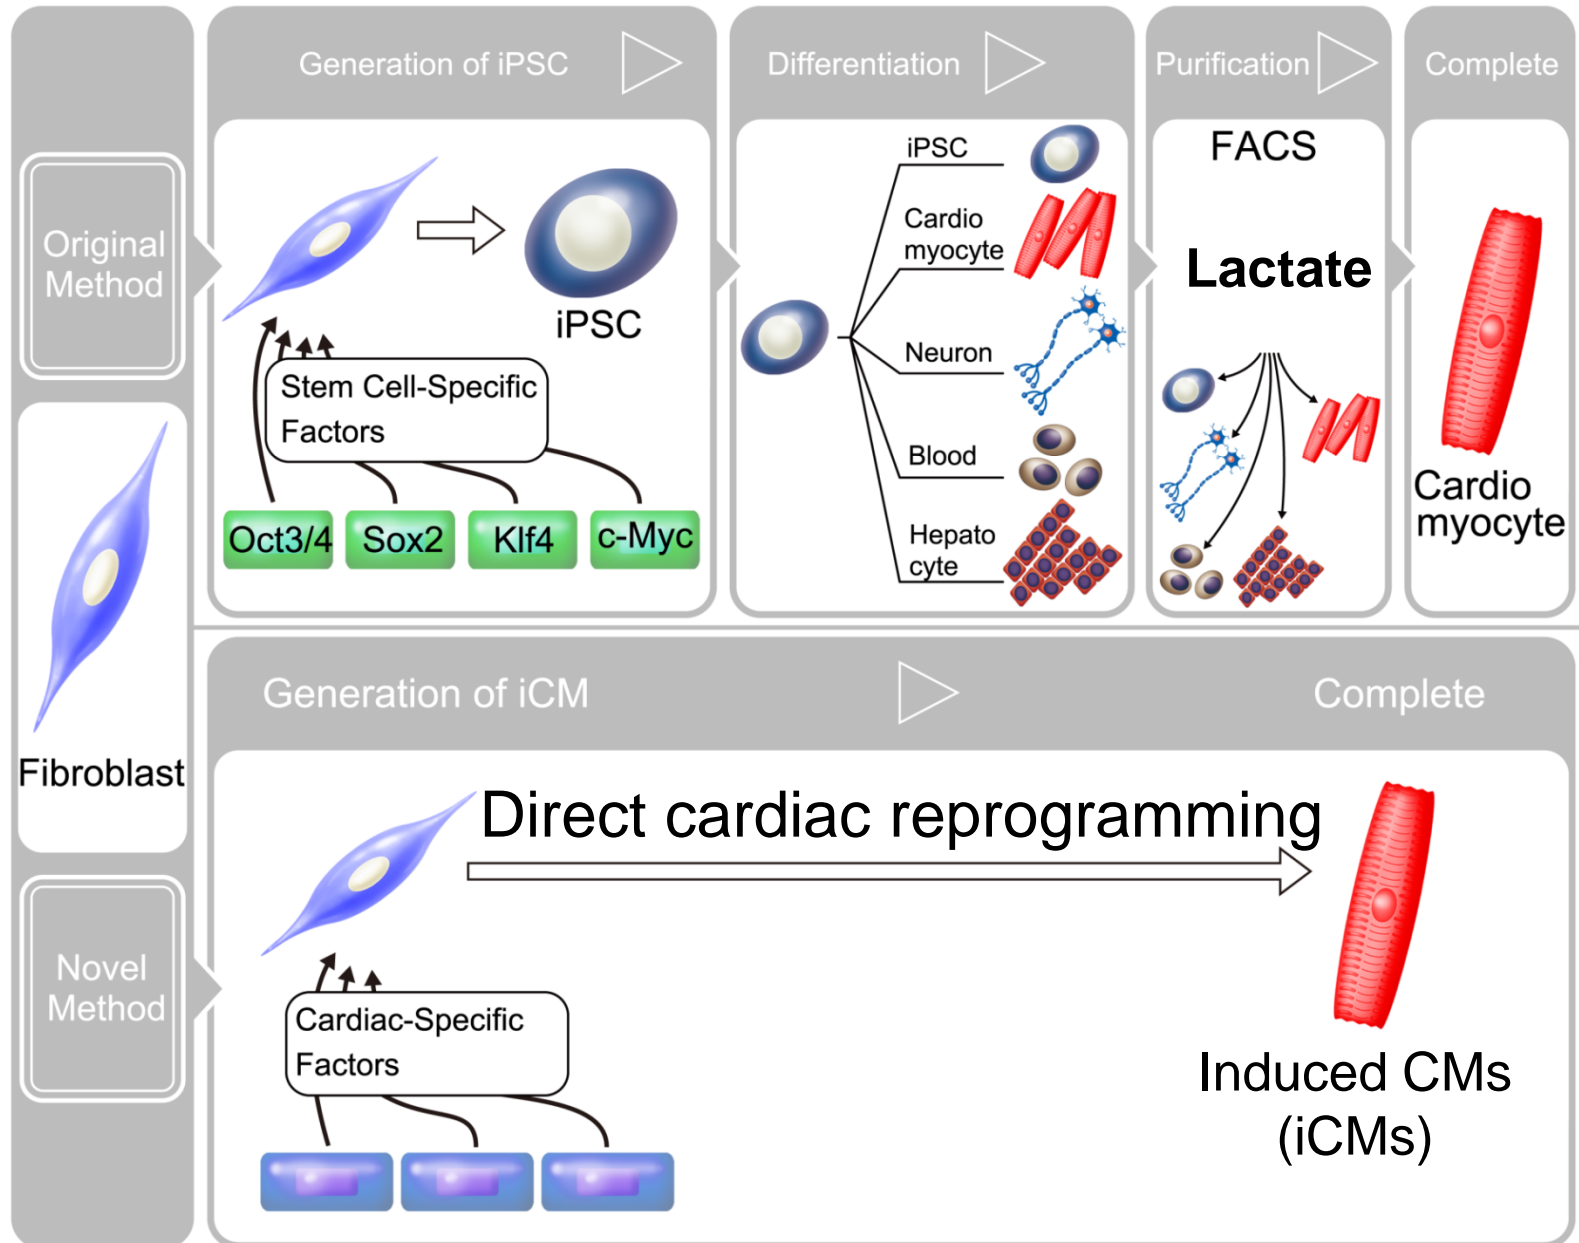 Generation of iPSC
Differentiation
Purification
Complete
Original
Method
iPSC
Stem Cell-Specific
Factors
Oct3/4
Sox2
Klf4
c-Myc
iPSC
Cardio
myocyte
Neuron
Blood
Hepato
cyte
FACS
Lactate
Cardio
myocyte
Fibroblast
Novel
Method
Generation of iCM
Complete
Direct cardiac reprogramming
Cardiac-Specific
Factors
Induced CMs
(iCMs)